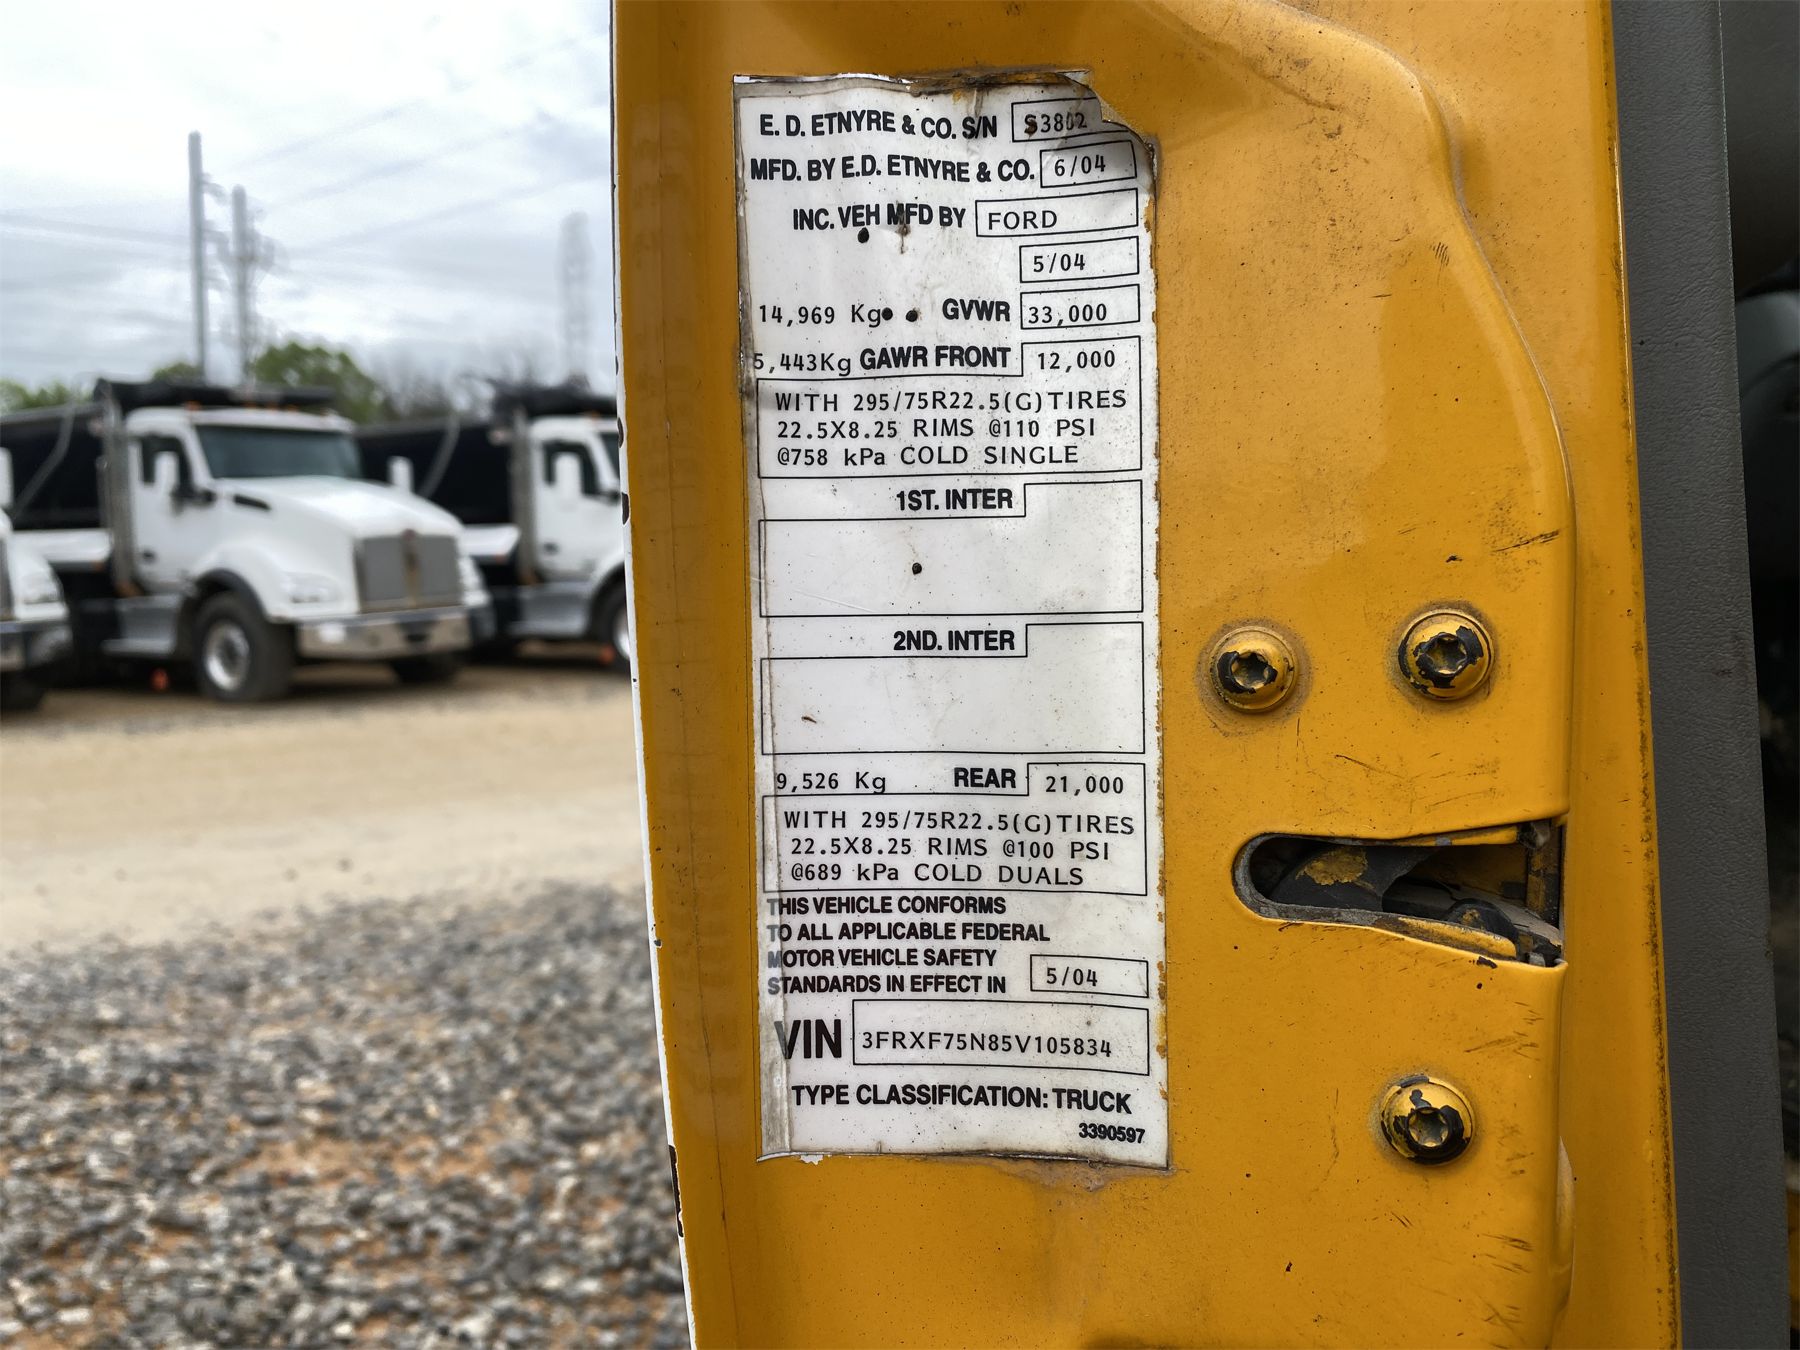 E. D. ETNYRE & CO. S/N S3802
MFD. BY E.D. ETNYRE & CO. 6/04
INC. VEH MFD BY FORD
5/04
14,969 Kg GVWR 33,000
5,443Kg GAWR FRONT 12,000
WITH 295/75R22.5(G)TIRES
22.5X8.25 RIMS @110 PSI
@758 kPa COLD SINGLE
1ST. INTER
2ND. INTER
9,526 Kg REAR 21,000
WITH 295/75R22.5(G)TIRES
22.5X8.25 RIMS @100 PSI
@689 kPa COLD DUALS
THIS VEHICLE CONFORMS
TO ALL APPLICABLE FEDERAL
MOTOR VEHICLE SAFETY
STANDARDS IN EFFECT IN 5/04
VIN 3FRXF75N85V105834
TYPE CLASSIFICATION: TRUCK
3390597